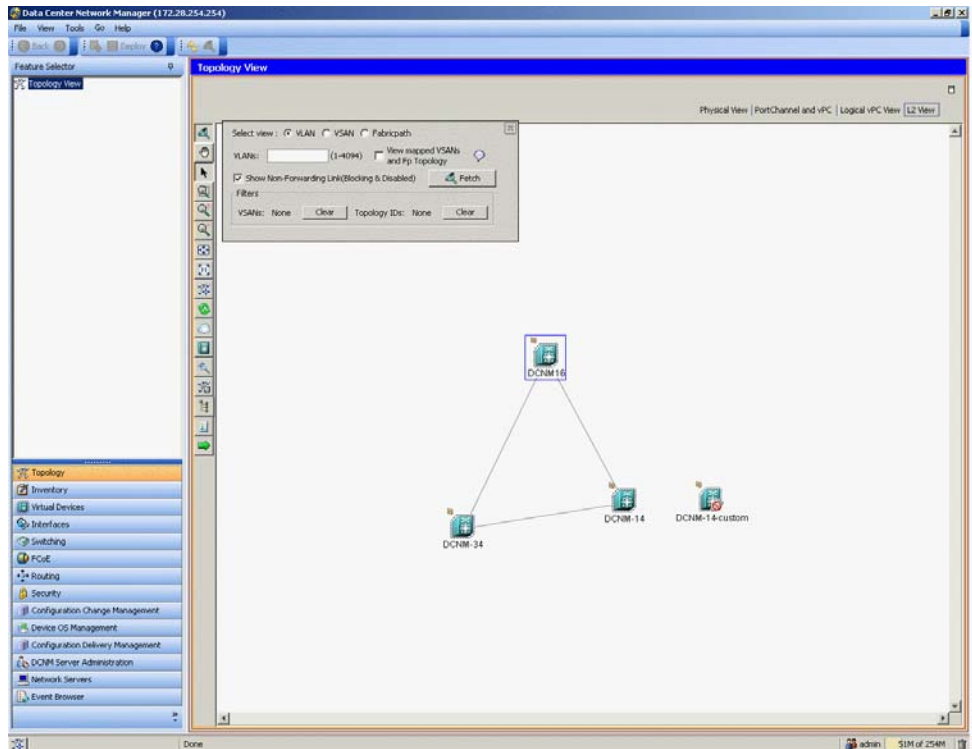 Data Center Network Manager (172.28.254.254)
File View Tools Go Help
Back Deploy
Feature Selector
Topology View
Topology View
Physical View | PortChannel and vPC | Logical vPC View | L2 View
Select view : VLAN VSAN Fabricpath
VLANs: (1-4094) View mapped VSANs and Fp Topology
Show Non-Forwarding Link(Blocking & Disabled) Fetch
Filters
VSANs: None Clear Topology IDs: None Clear
DCNM16
DCNM-34
DCNM-14
DCNM-14-custom
Topology
Inventory
Virtual Devices
Interfaces
Switching
FCoE
Routing
Security
Configuration Change Management
Device OS Management
Configuration Delivery Management
DCNM Server Administration
Network Servers
Event Browser
Done
admin 51M of 254M